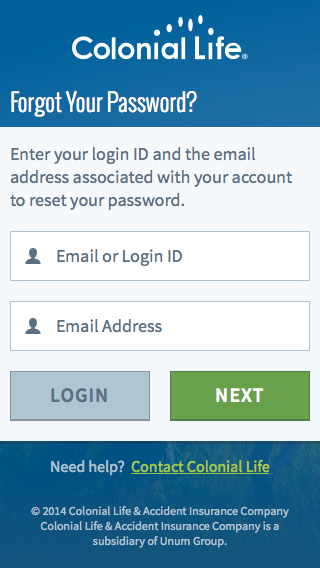 Colonial Life®
Forgot Your Password?
Enter your login ID and the email
address associated with your account
to reset your password.
Email or Login ID
Email Address
LOGIN NEXT
Need help? Contact Colonial Life
© 2014 Colonial Life & Accident Insurance Company
Colonial Life & Accident Insurance Company is a
subsidiary of Unum Group.